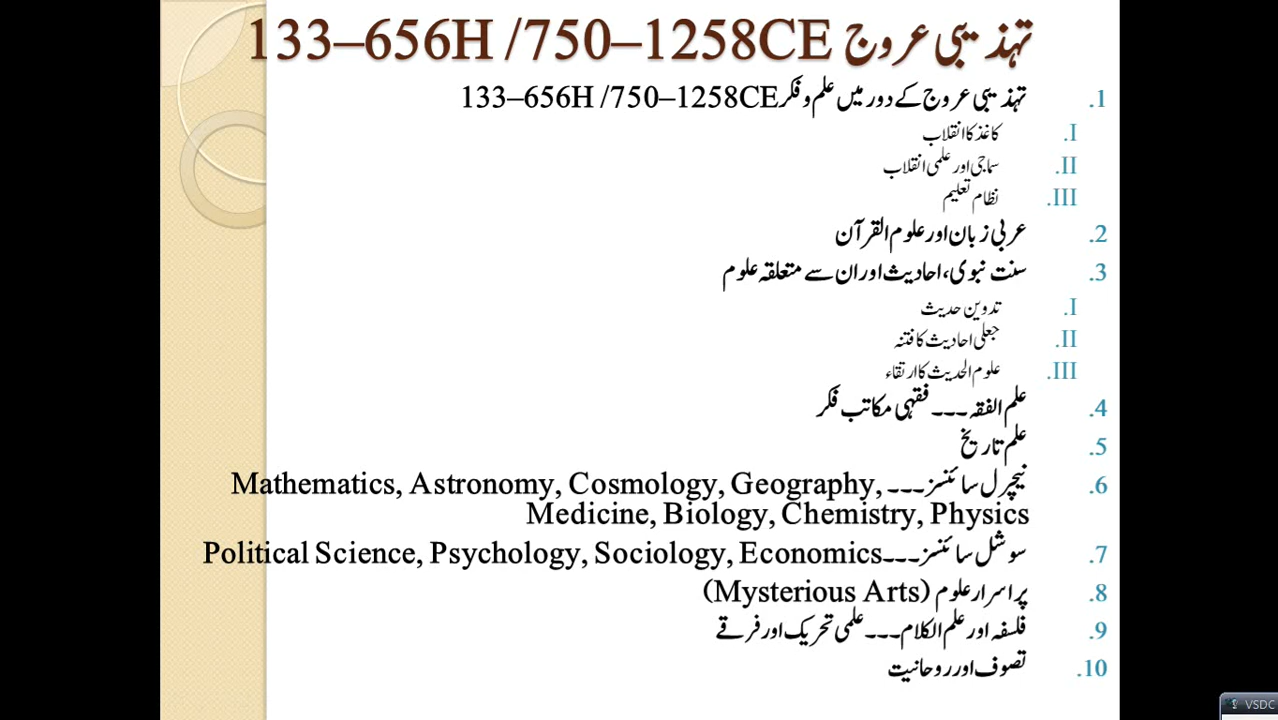 تہذیبی عروج 133–656H /750–1258CE
1. تہذیبی عروج کے دور میں علم و فکر 133–656H /750–1258CE
I. کاغذ کا انقلاب
II. سماجی اور علمی انقلاب
III. نظام تعلیم
2. عربی زبان اور علوم القرآن
3. سنت نبوی، احادیث اور ان سے متعلقہ علوم
I. تدوین حدیث
II. جعلی احادیث کا فتنہ
III. علوم الحدیث کا ارتقاء
4. علم الفقہ۔۔۔ فقہی مکاتب فکر
5. علم تاریخ
6. نیچرل سائنسز۔۔۔ Mathematics, Astronomy, Cosmology, Geography,
Medicine, Biology, Chemistry, Physics
7. سوشل سائنسز۔۔۔Political Science, Psychology, Sociology, Economics
8. پراسرار علوم (Mysterious Arts)
9. فلسفہ اور علم الکلام۔۔۔ علمی تحریک اور فرقے
10. تصوف اور روحانیت
VSDC